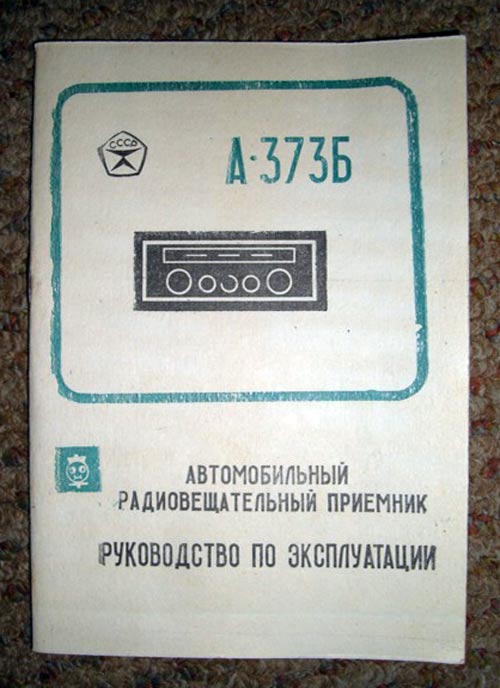 СССР
А·373Б
АВТОМОБИЛЬНЫЙ
РАДИОВЕЩАТЕЛЬНЫЙ ПРИЕМНИК
РУКОВОДСТВО ПО ЭКСПЛУАТАЦИИ